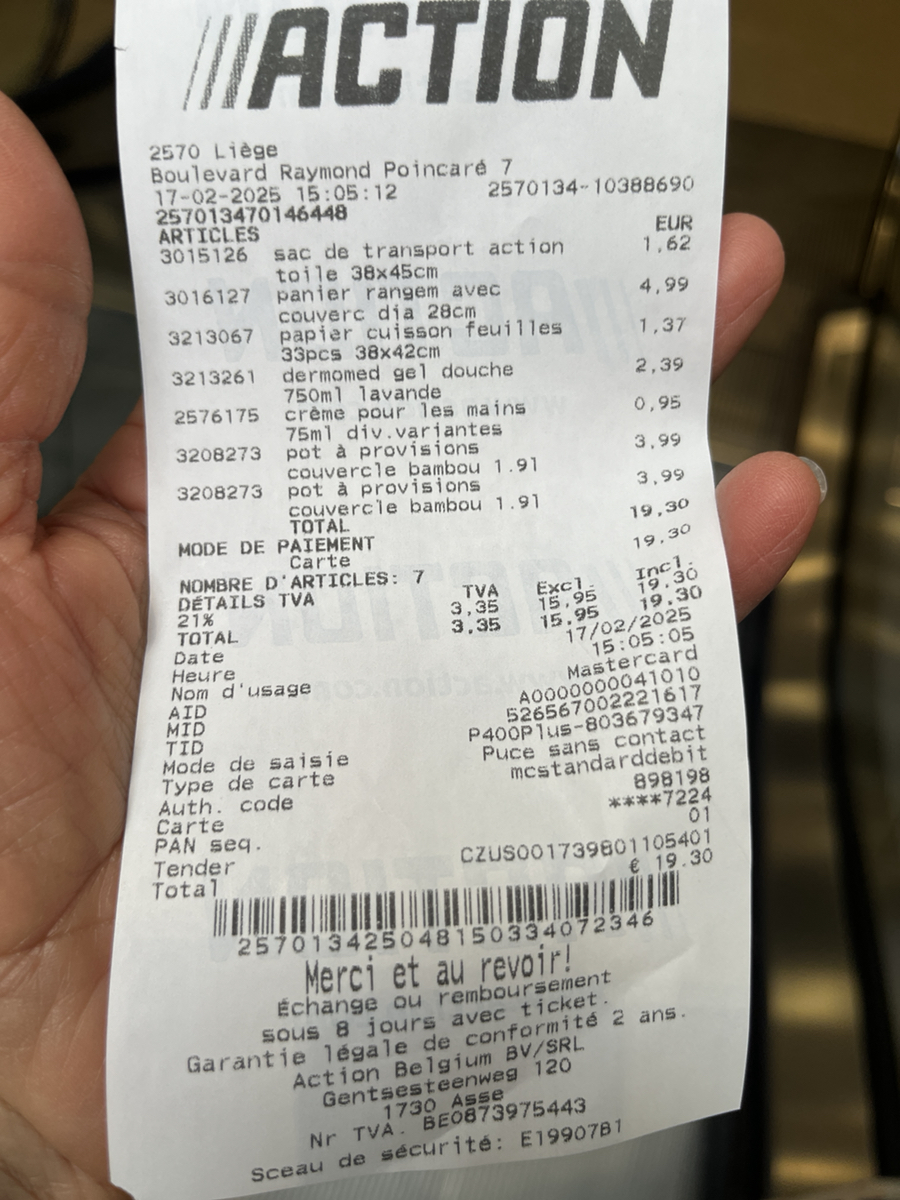 ACTION
2570 Liège
Boulevard Raymond Poincaré 7
17-02-2025 15:05:12 2570134-10388690
257013470146448
ARTICLES EUR
3015126 sac de transport action 1,62
toile 38x45cm
3016127 panier rangem avec 4,99
couverc dia 28cm
3213067 papier cuisson feuilles 1,37
33pcs 38x42cm
3213261 dermomed gel douche 2,39
750ml lavande
2576175 crème pour les mains 0,95
75ml div.variantes
3208273 pot à provisions 3,99
couvercle bambou 1.9l
3208273 pot à provisions 3,99
couvercle bambou 1.9l
TOTAL 19,30
MODE DE PAIEMENT
Carte 19,30
NOMBRE D'ARTICLES: 7
DÉTAILS TVA TVA Excl. Incl.
21% 3,35 15,95 19,30
TOTAL 3,35 15,95 19,30
Date 17/02/2025
Heure 15:05:05
Nom d'usage Mastercard
AID A0000000041010
MID 526567002221617
TID P400Plus-803679347
Mode de saisie Puce sans contact
Type de carte mcstandarddebit
Auth. code 898198
Carte ****7224
PAN seq. 01
Tender CZUS001739801105401
Total € 19.30
257013425048150334072346
Merci et au revoir!
Échange ou remboursement
sous 8 jours avec ticket.
Garantie légale de conformité 2 ans.
Action Belgium BV/SRL
Gentsesteenweg 120
1730 Asse
Nr TVA. BE0873975443
Sceau de sécurité: E19907B1